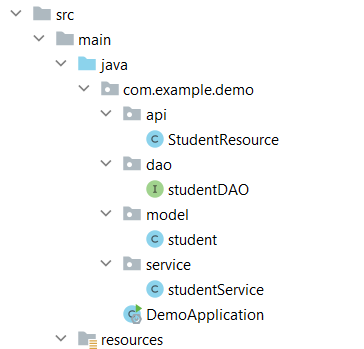 src
main
java
com.example.demo
api
C StudentResource
dao
I studentDAO
model
C student
service
C studentService
DemoApplication
resources